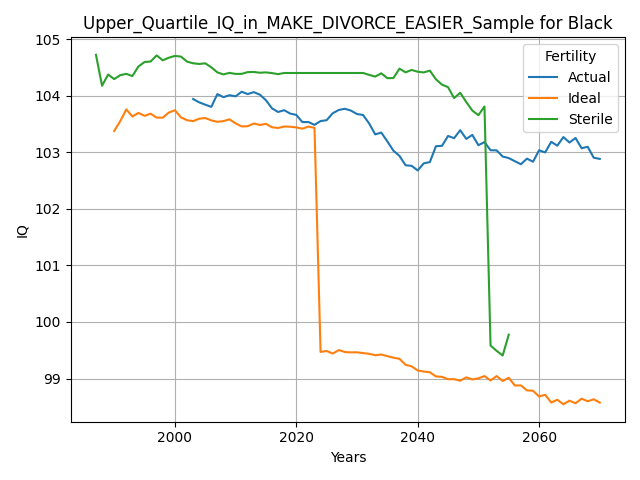 Upper_Quartile_IQ_in_MAKE_DIVORCE_EASIER_Sample for Black
105
104
103
102
101
100
99
IQ
Fertility
Actual
Ideal
Sterile
2000
2020
2040
2060
Years